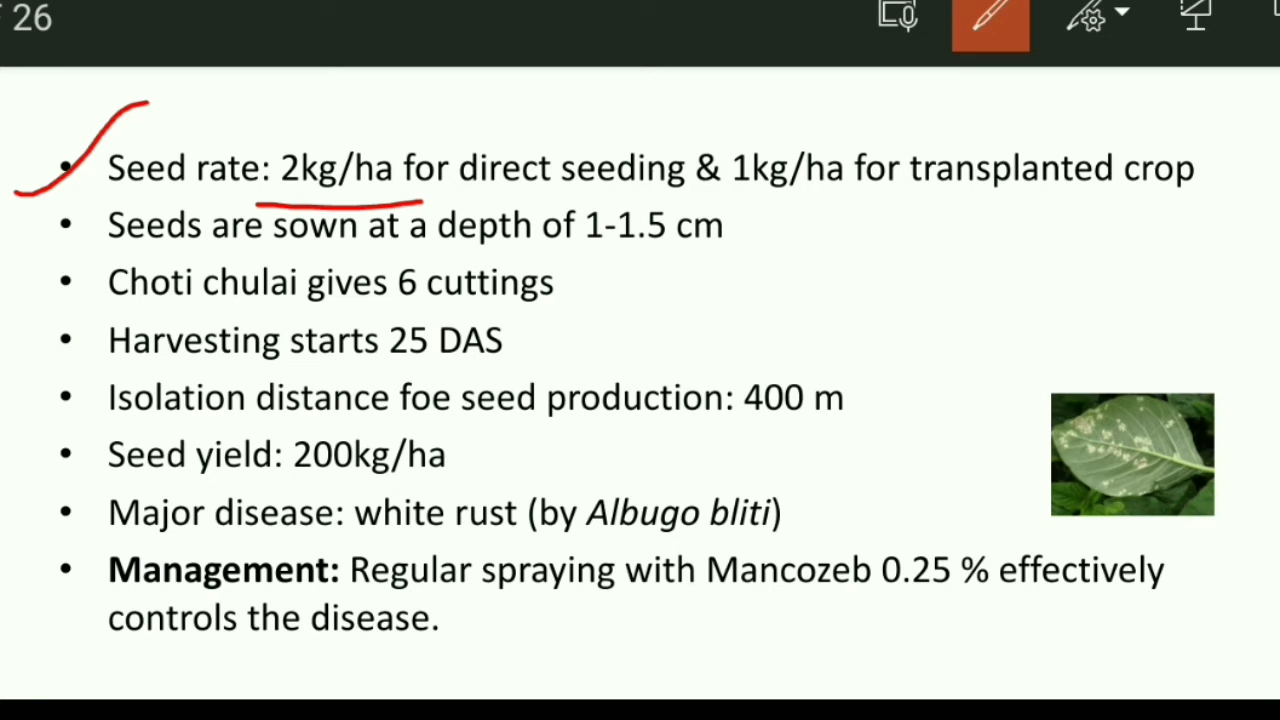 26
• Seed rate: 2kg/ha for direct seeding & 1kg/ha for transplanted crop
• Seeds are sown at a depth of 1-1.5 cm
• Choti chulai gives 6 cuttings
• Harvesting starts 25 DAS
• Isolation distance foe seed production: 400 m
• Seed yield: 200kg/ha
• Major disease: white rust (by Albugo bliti)
• Management: Regular spraying with Mancozeb 0.25 % effectively
controls the disease.